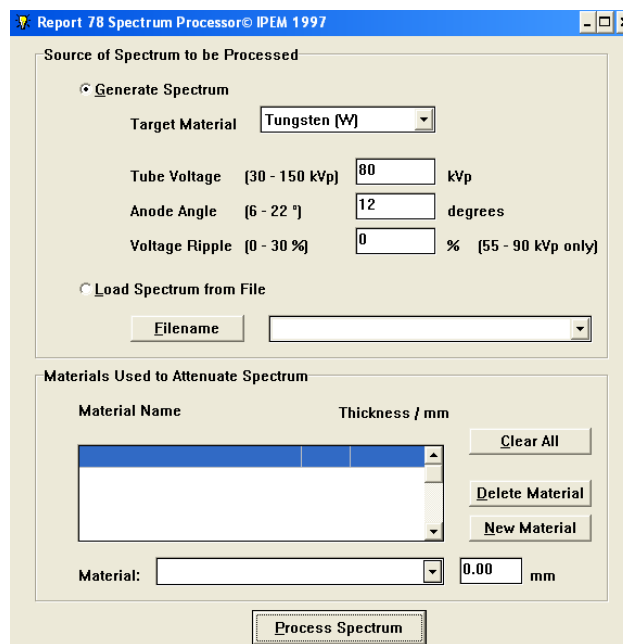 Report 78 Spectrum Processor© IPEM 1997
Source of Spectrum to be Processed
Generate Spectrum
Target Material Tungsten (W)
Tube Voltage (30 - 150 kVp) 80 kVp
Anode Angle (6 - 22 °) 12 degrees
Voltage Ripple (0 - 30 %) 0 % (55 - 90 kVp only)
Load Spectrum from File
Filename
Materials Used to Attenuate Spectrum
Material Name Thickness / mm
Clear All
Delete Material
New Material
Material: 0.00 mm
Process Spectrum